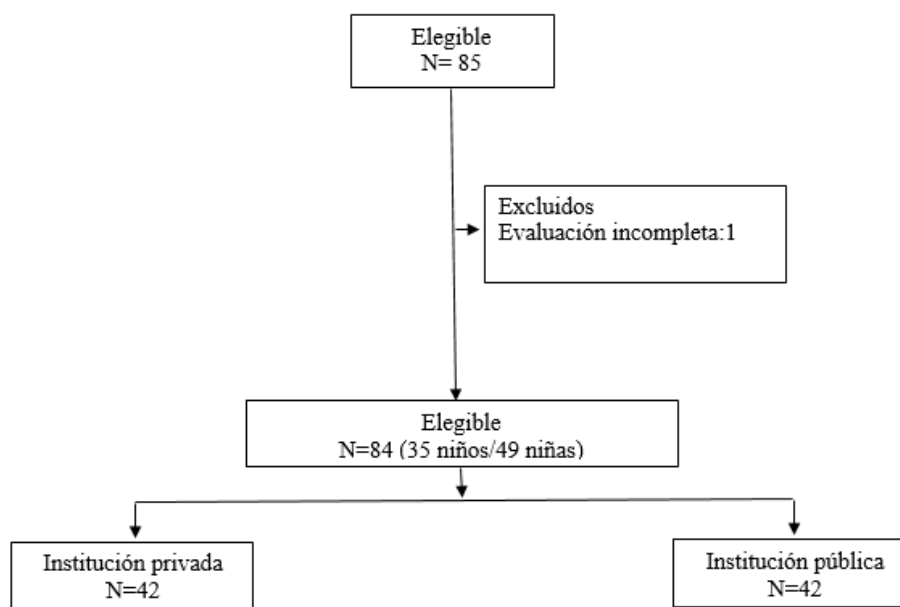 Elegible
N= 85
Excluidos
Evaluación incompleta:1
Elegible
N=84 (35 niños/49 niñas)
Institución privada
N=42
Institución pública
N=42